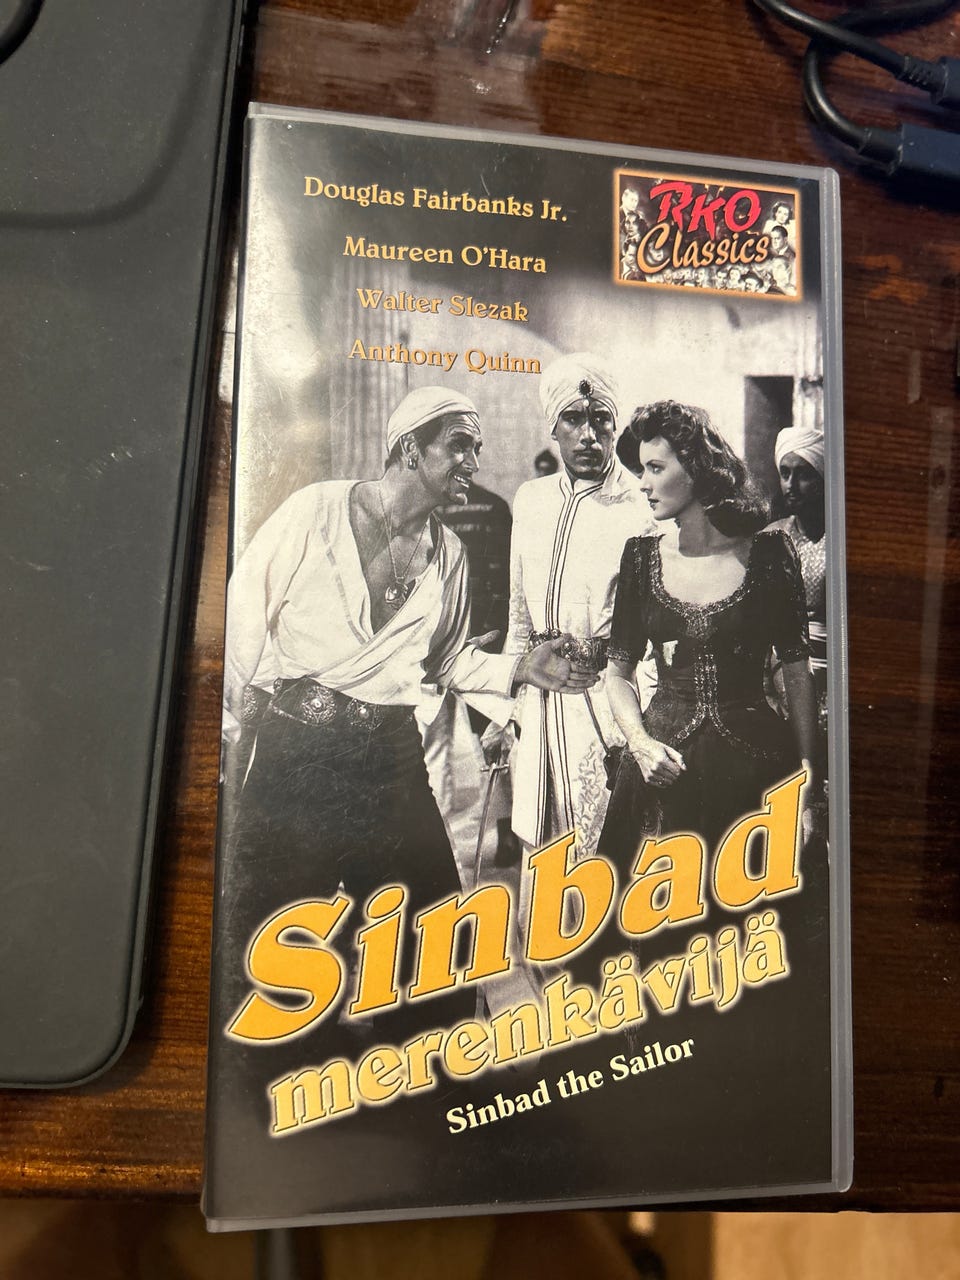 Douglas Fairbanks Jr.
Maureen O'Hara
Walter Slezak
Anthony Quinn
RKO
Classics
Sinbad
merenkävijä
Sinbad the Sailor